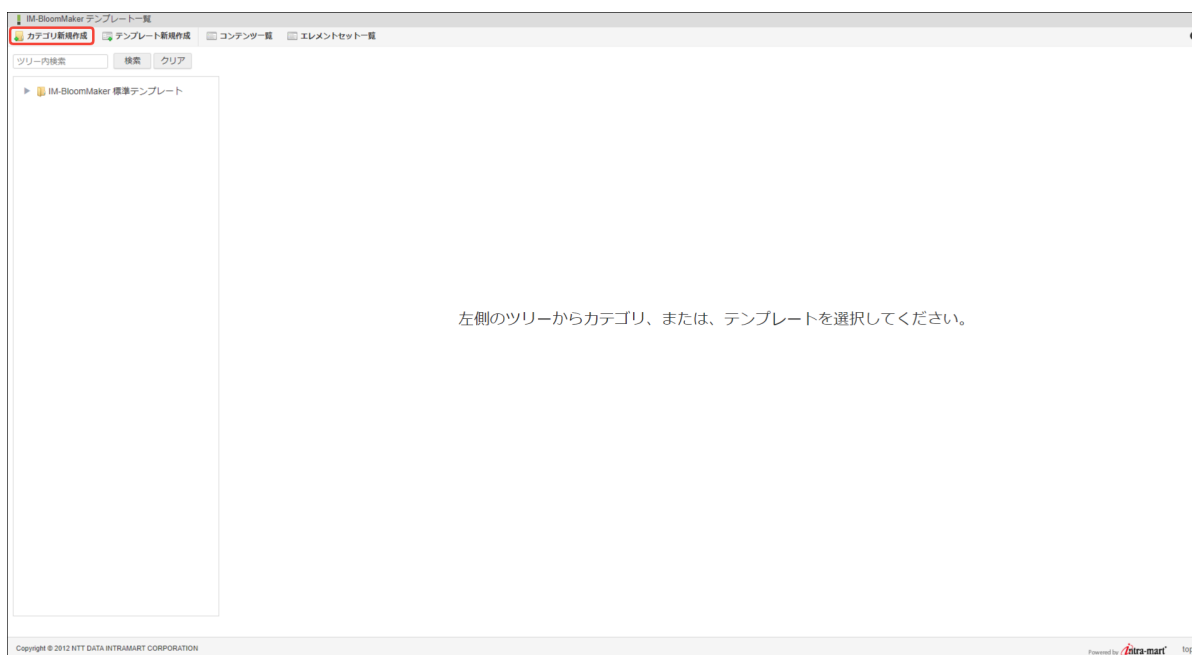 IM-BloomMaker テンプレート一覧
カテゴリ新規作成 テンプレート新規作成 コンテンツ一覧 エレメントセット一覧
ツリー内検索 検索 クリア
IM-BloomMaker 標準テンプレート
左側のツリーからカテゴリ、または、テンプレートを選択してください。
Copyright © 2012 NTT DATA INTRAMART CORPORATION
Powered by intra-mart top